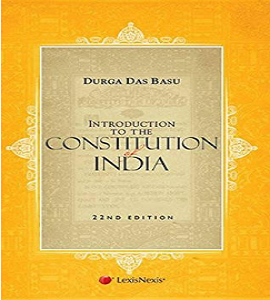 DURGA DAS BASU
INTRODUCTION
TO THE
CONSTITUTION
of
INDIA
22ND EDITION
LexisNexis®